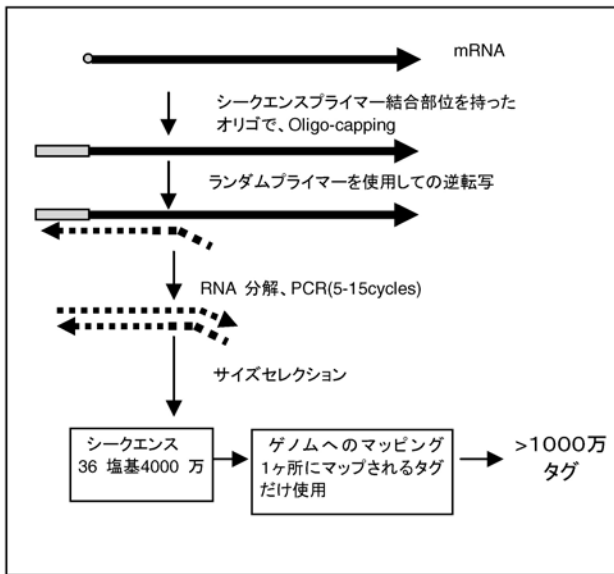 mRNA
シークエンスプライマー結合部位を持った
オリゴで、Oligo-capping
ランダムプライマーを使用しての逆転写
RNA 分解、PCR(5-15cycles)
サイズセレクション
シークエンス
36 塩基4000 万
ゲノムへのマッピング
1ヶ所にマップされるタグ
だけ使用
>1000万
タグ